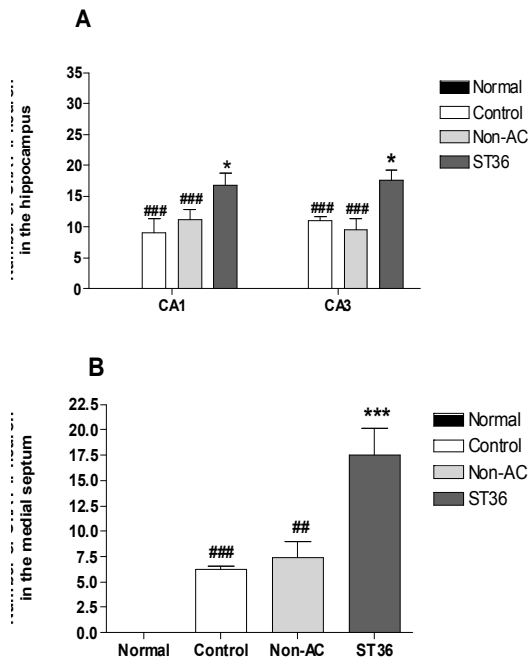 A
35
30
25
20
15
10
5
0
in the hippocampus
### ### *
### ### *
CA1 CA3
Normal
Control
Non-AC
ST36
B
22.5
20.0
17.5
15.0
12.5
10.0
7.5
5.0
2.5
0.0
in the medial septum
***
##
###
Normal Control Non-AC ST36
Normal
Control
Non-AC
ST36